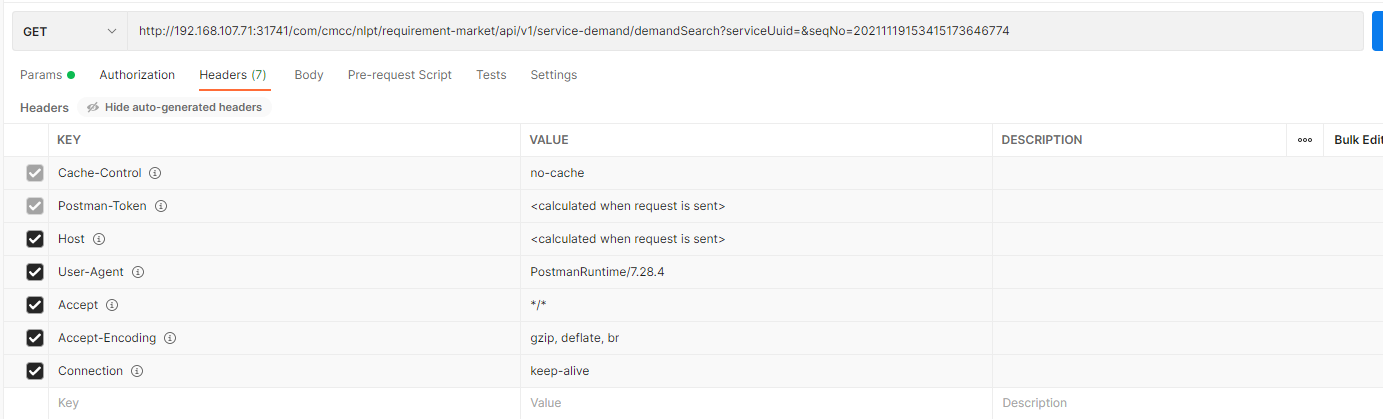 GET http://192.168.107.71:31741/com/cmcc/nlpt/requirement-market/api/v1/service-demand/demandSearch?serviceUuid=&seqNo=20211119153415173646774
Params Authorization Headers (7) Body Pre-request Script Tests Settings
Headers Hide auto-generated headers
KEY VALUE DESCRIPTION Bulk Edit
Cache-Control no-cache
Postman-Token <calculated when request is sent>
Host <calculated when request is sent>
User-Agent PostmanRuntime/7.28.4
Accept */*
Accept-Encoding gzip, deflate, br
Connection keep-alive
Key Value Description